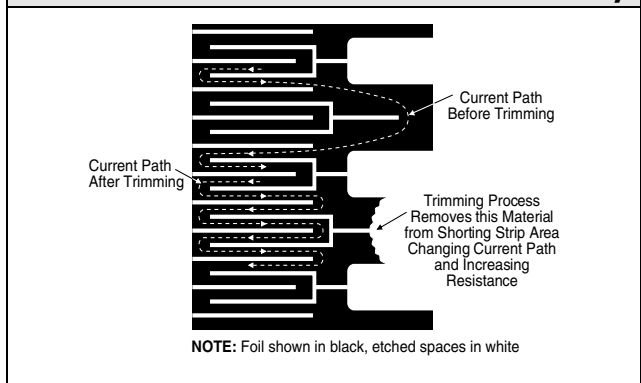 Current Path
Before Trimming
Current Path
After Trimming
Trimming Process
Removes this Material
from Shorting Strip Area
Changing Current Path
and Increasing
Resistance
NOTE: Foil shown in black, etched spaces in white